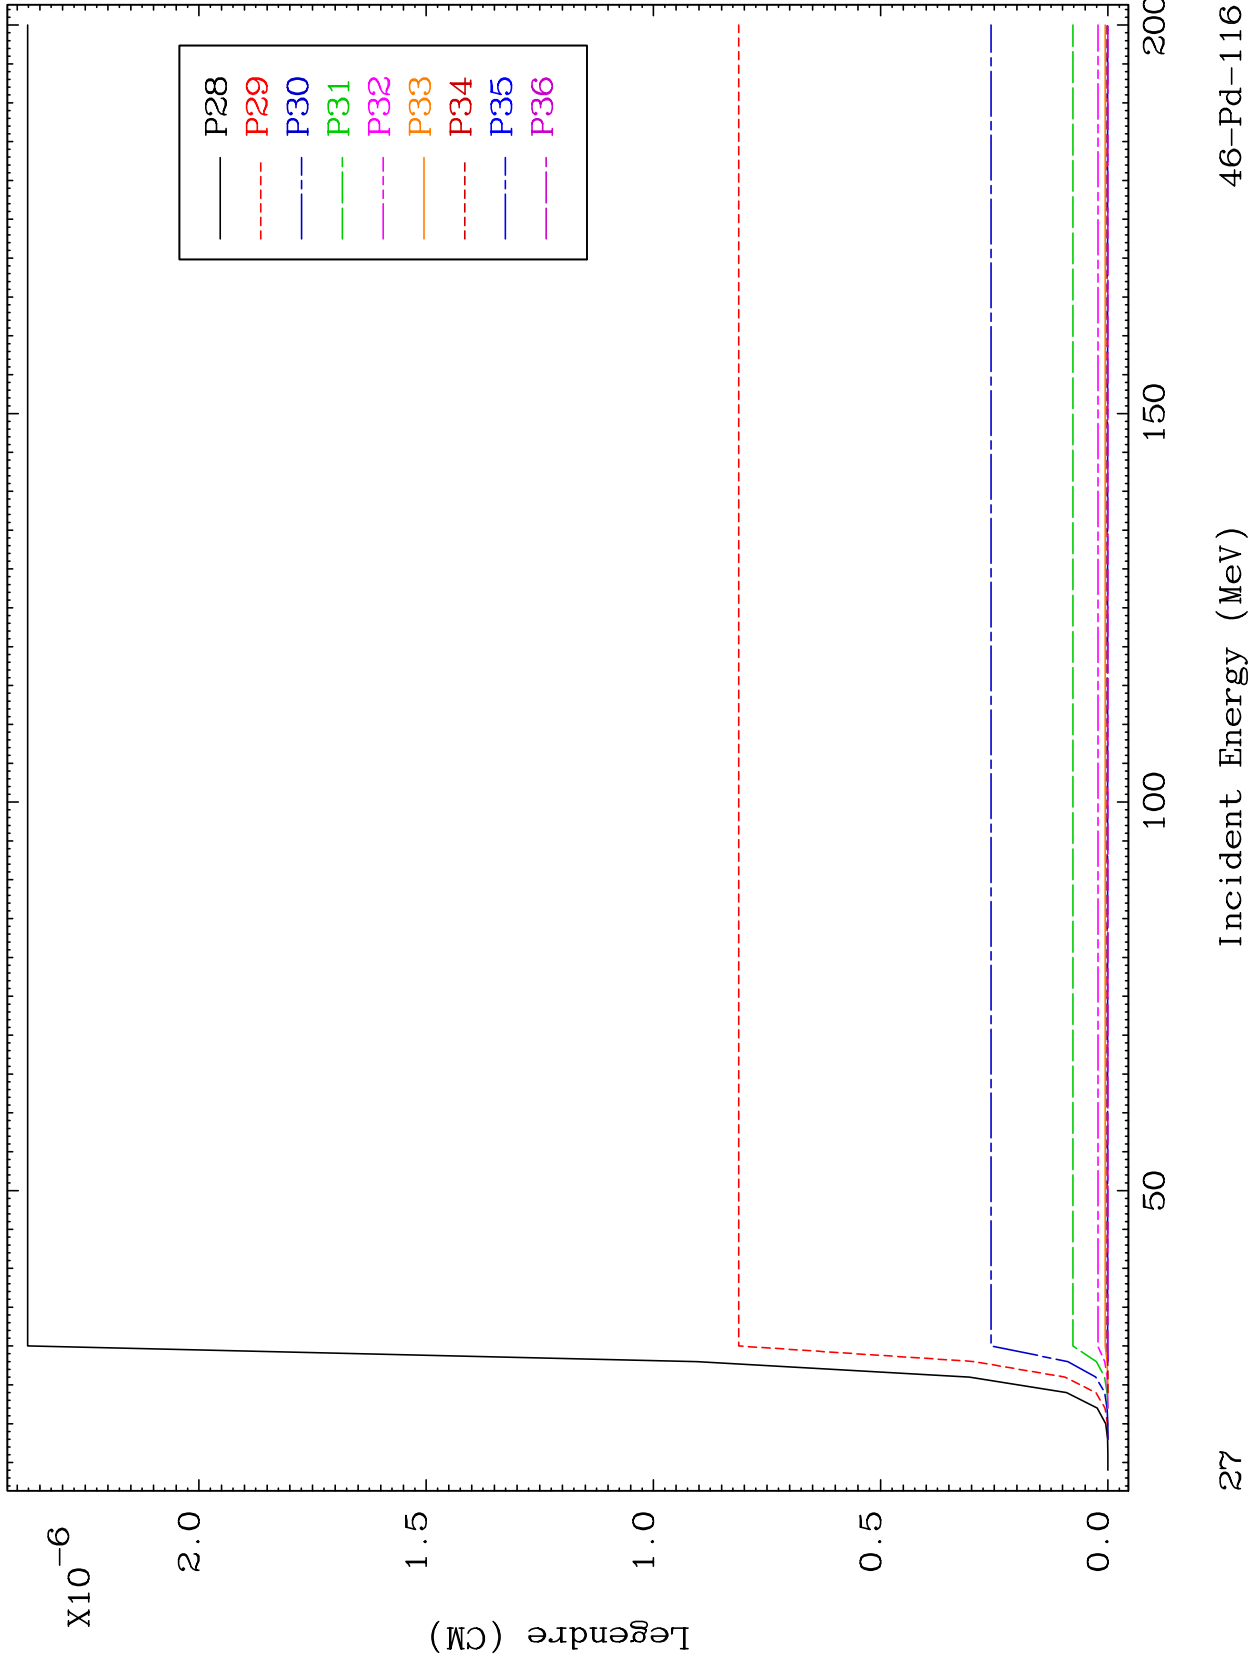 X10-6
2.0
1.5
1.0
0.5
0.0
Legendre (CM)
P28
P29
P30
P31
P32
P33
P34
P35
P36
50
100
150
200
Incident Energy (MeV)
27
46-Pd-116